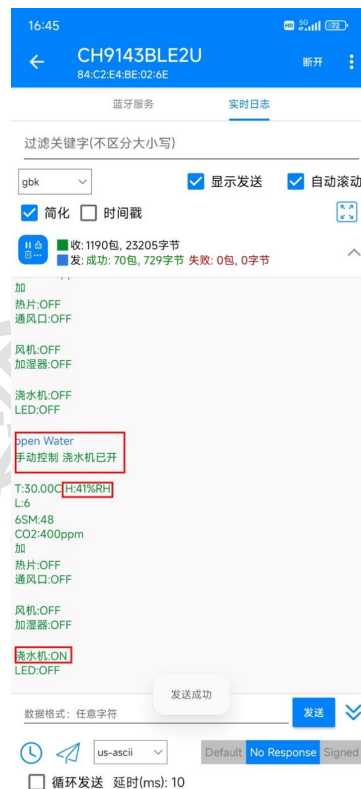 16:45
HD 5G 72
CH9143BLE2U
84:C2:E4:BE:02:6E
断开
蓝牙服务 实时日志
过滤关键字(不区分大小写)
gbk 显示发送 自动滚动
简化 时间戳
收: 1190包, 23205字节
发: 成功: 70包, 729字节 失败: 0包, 0字节
加
热片:OFF
通风口:OFF
风机:OFF
加湿器:OFF
浇水机:OFF
LED:OFF
open Water
手动控制 浇水机已开
T:30.00C H:41%RH
L:6
6SM:48
CO2:400ppm
加
热片:OFF
通风口:OFF
风机:OFF
加湿器:OFF
浇水机:ON
LED:OFF
发送成功
数据格式: 任意字符 发送
us-ascii Default No Response Signed
循环发送 延时(ms): 10